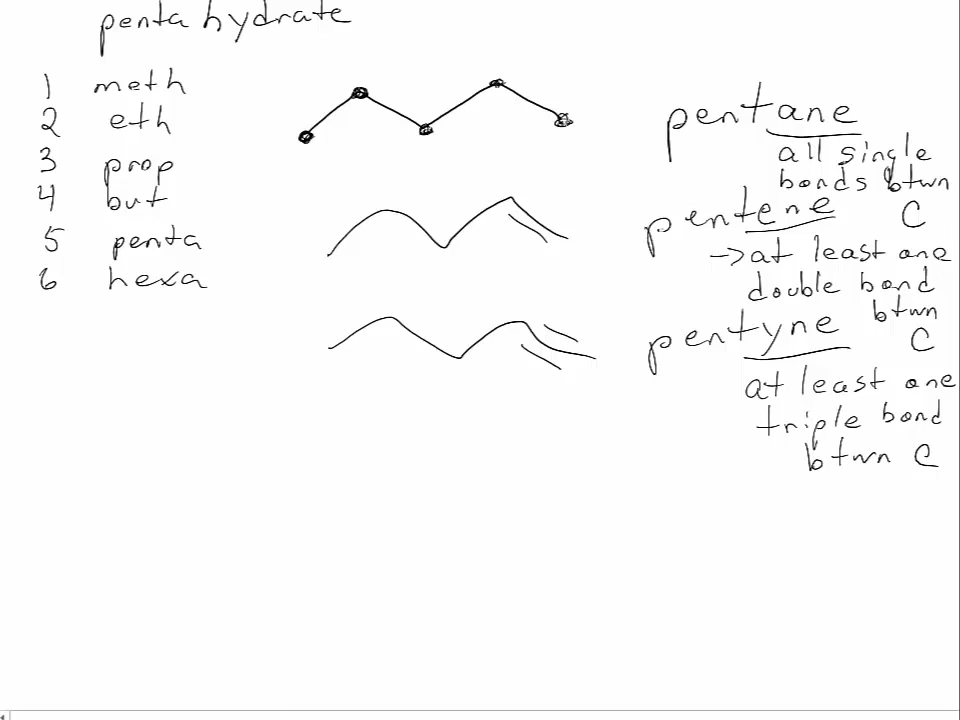 penta hydrate
1 meth
2 eth
3 prop
4 but
5 penta
6 hexa
pentane
all single
bonds btwn
C
pentene
→at least one
double bond
btwn
C
pentyne
at least one
triple bond
btwn C